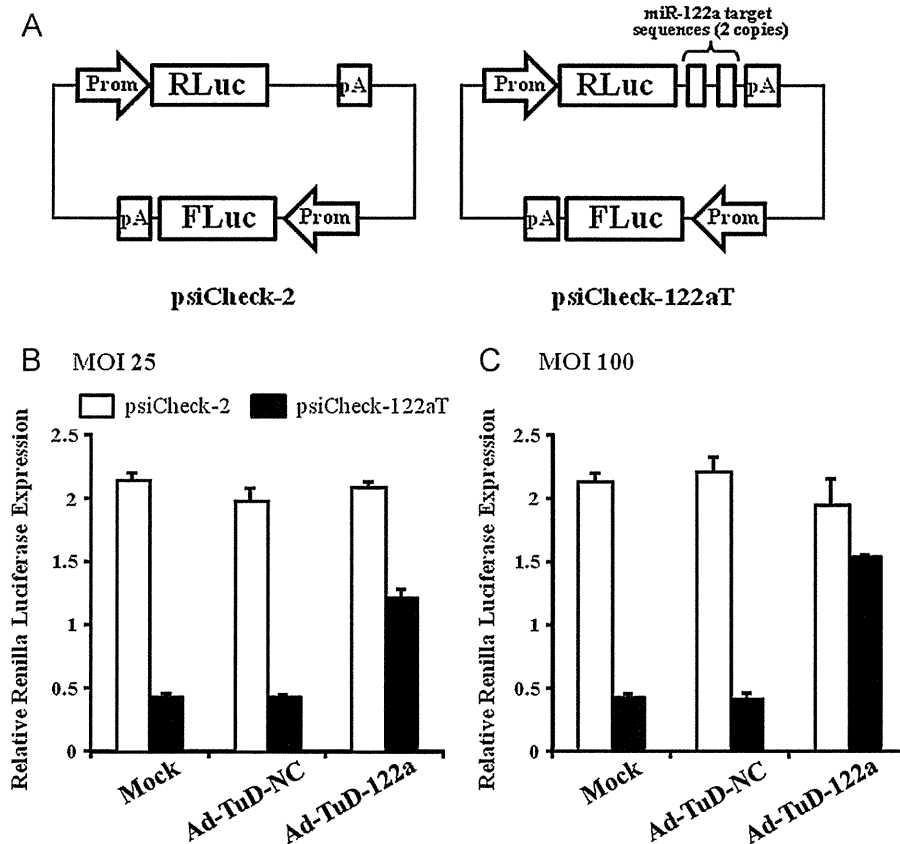 A
miR-122a target
sequences (2 copies)
Prom
RLuc
pA
Prom
RLuc
pA
pA
FLuc
Prom
pA
FLuc
Prom
psiCheck-2
psiCheck-122aT
B
MOI 25
psiCheck-2
psiCheck-122aT
Relative Renilla Luciferase Expression
2.5
2
1.5
1
0.5
0
Mock
Ad-TuD-NC
Ad-TuD-122a
C
MOI 100
Relative Renilla Luciferase Expression
2.5
2
1.5
1
0.5
0
Mock
Ad-TuD-NC
Ad-TuD-122a